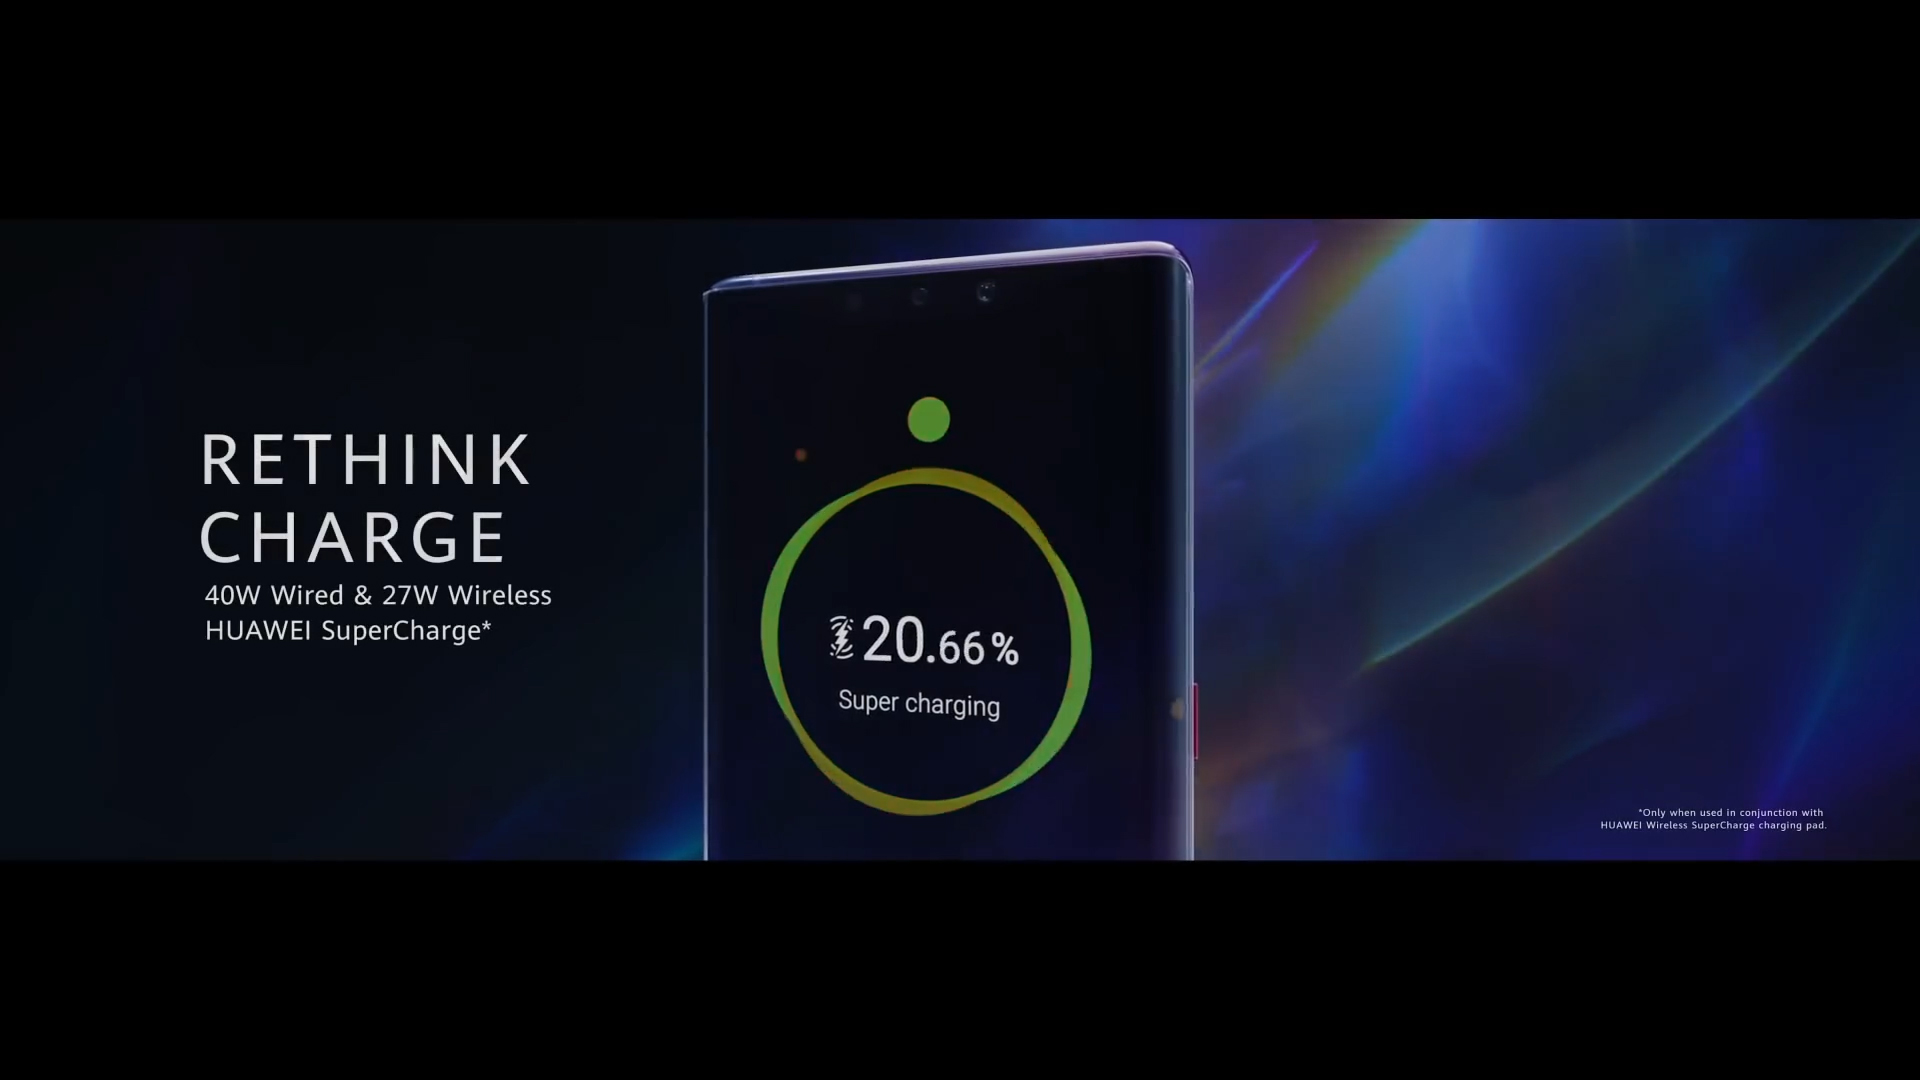 RETHINK
CHARGE
40W Wired & 27W Wireless
HUAWEI SuperCharge*
20.66%
Super charging
*Only when used in conjunction with
HUAWEI Wireless SuperCharge charging pad.